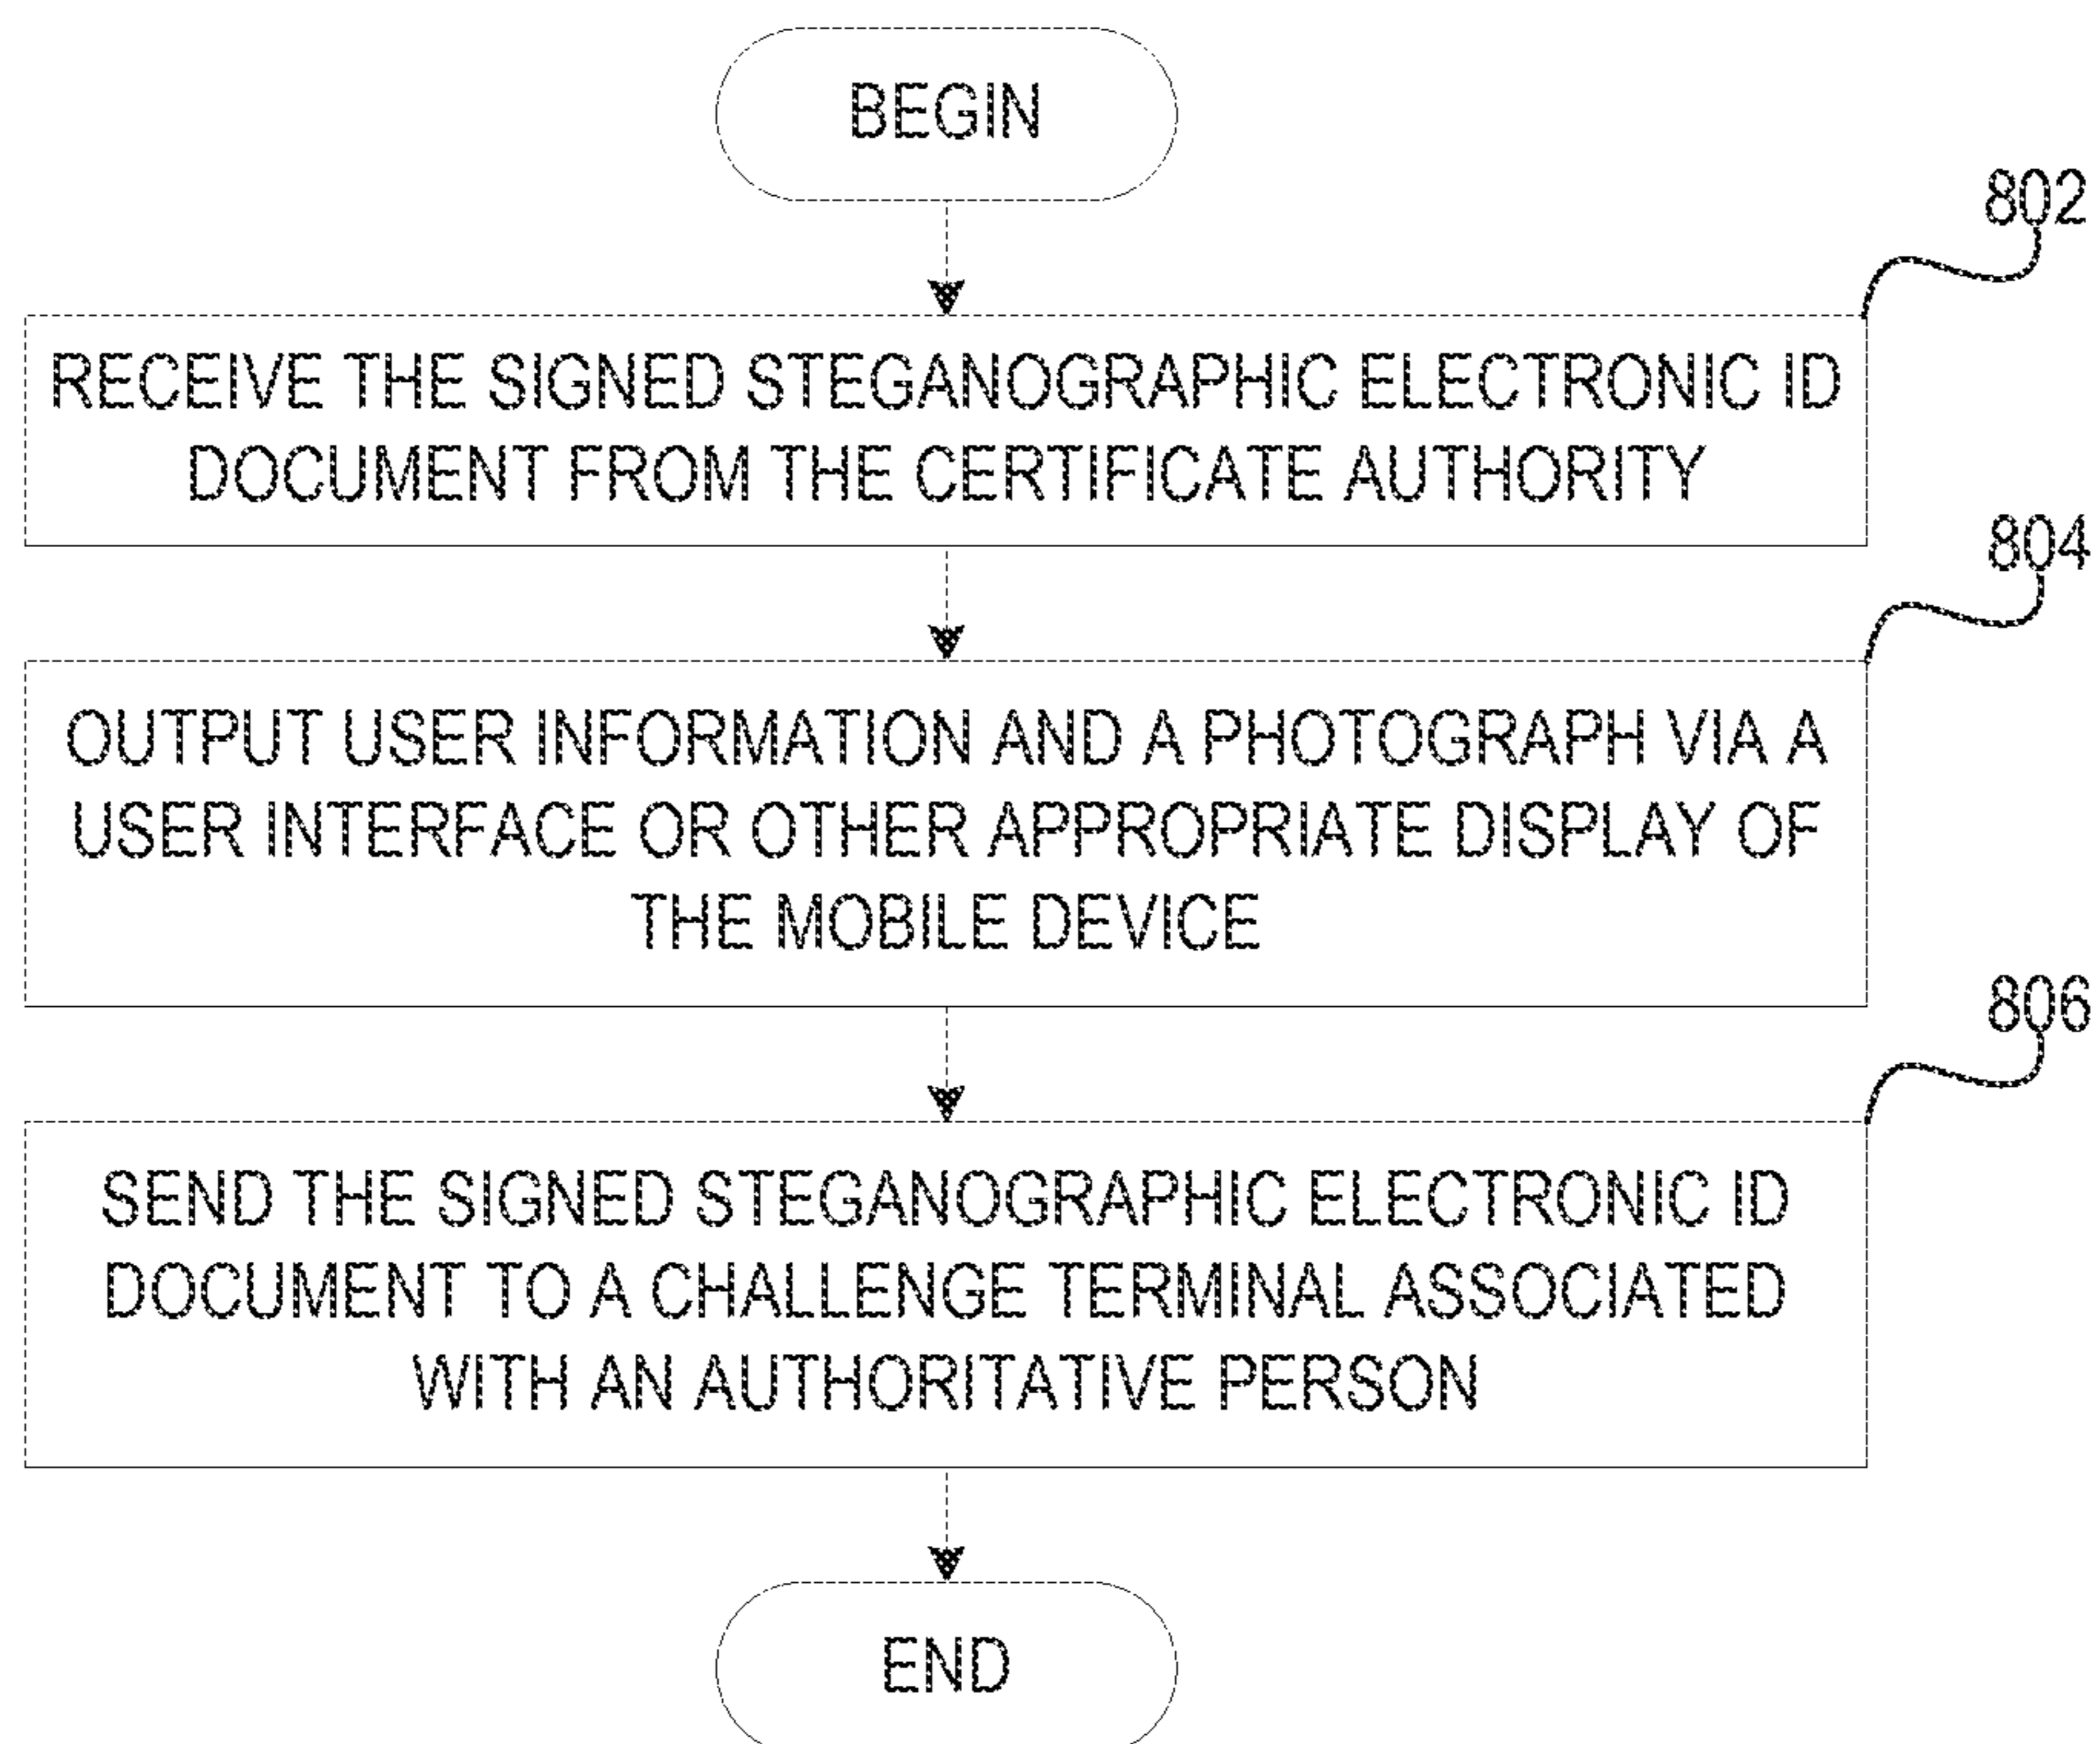 BEGIN
802
RECEIVE THE SIGNED STEGANOGRAPHIC ELECTRONIC ID
DOCUMENT FROM THE CERTIFICATE AUTHORITY
804
OUTPUT USER INFORMATION AND A PHOTOGRAPH VIA A
USER INTERFACE OR OTHER APPROPRIATE DISPLAY OF
THE MOBILE DEVICE
806
SEND THE SIGNED STEGANOGRAPHIC ELECTRONIC ID
DOCUMENT TO A CHALLENGE TERMINAL ASSOCIATED
WITH AN AUTHORITATIVE PERSON
END